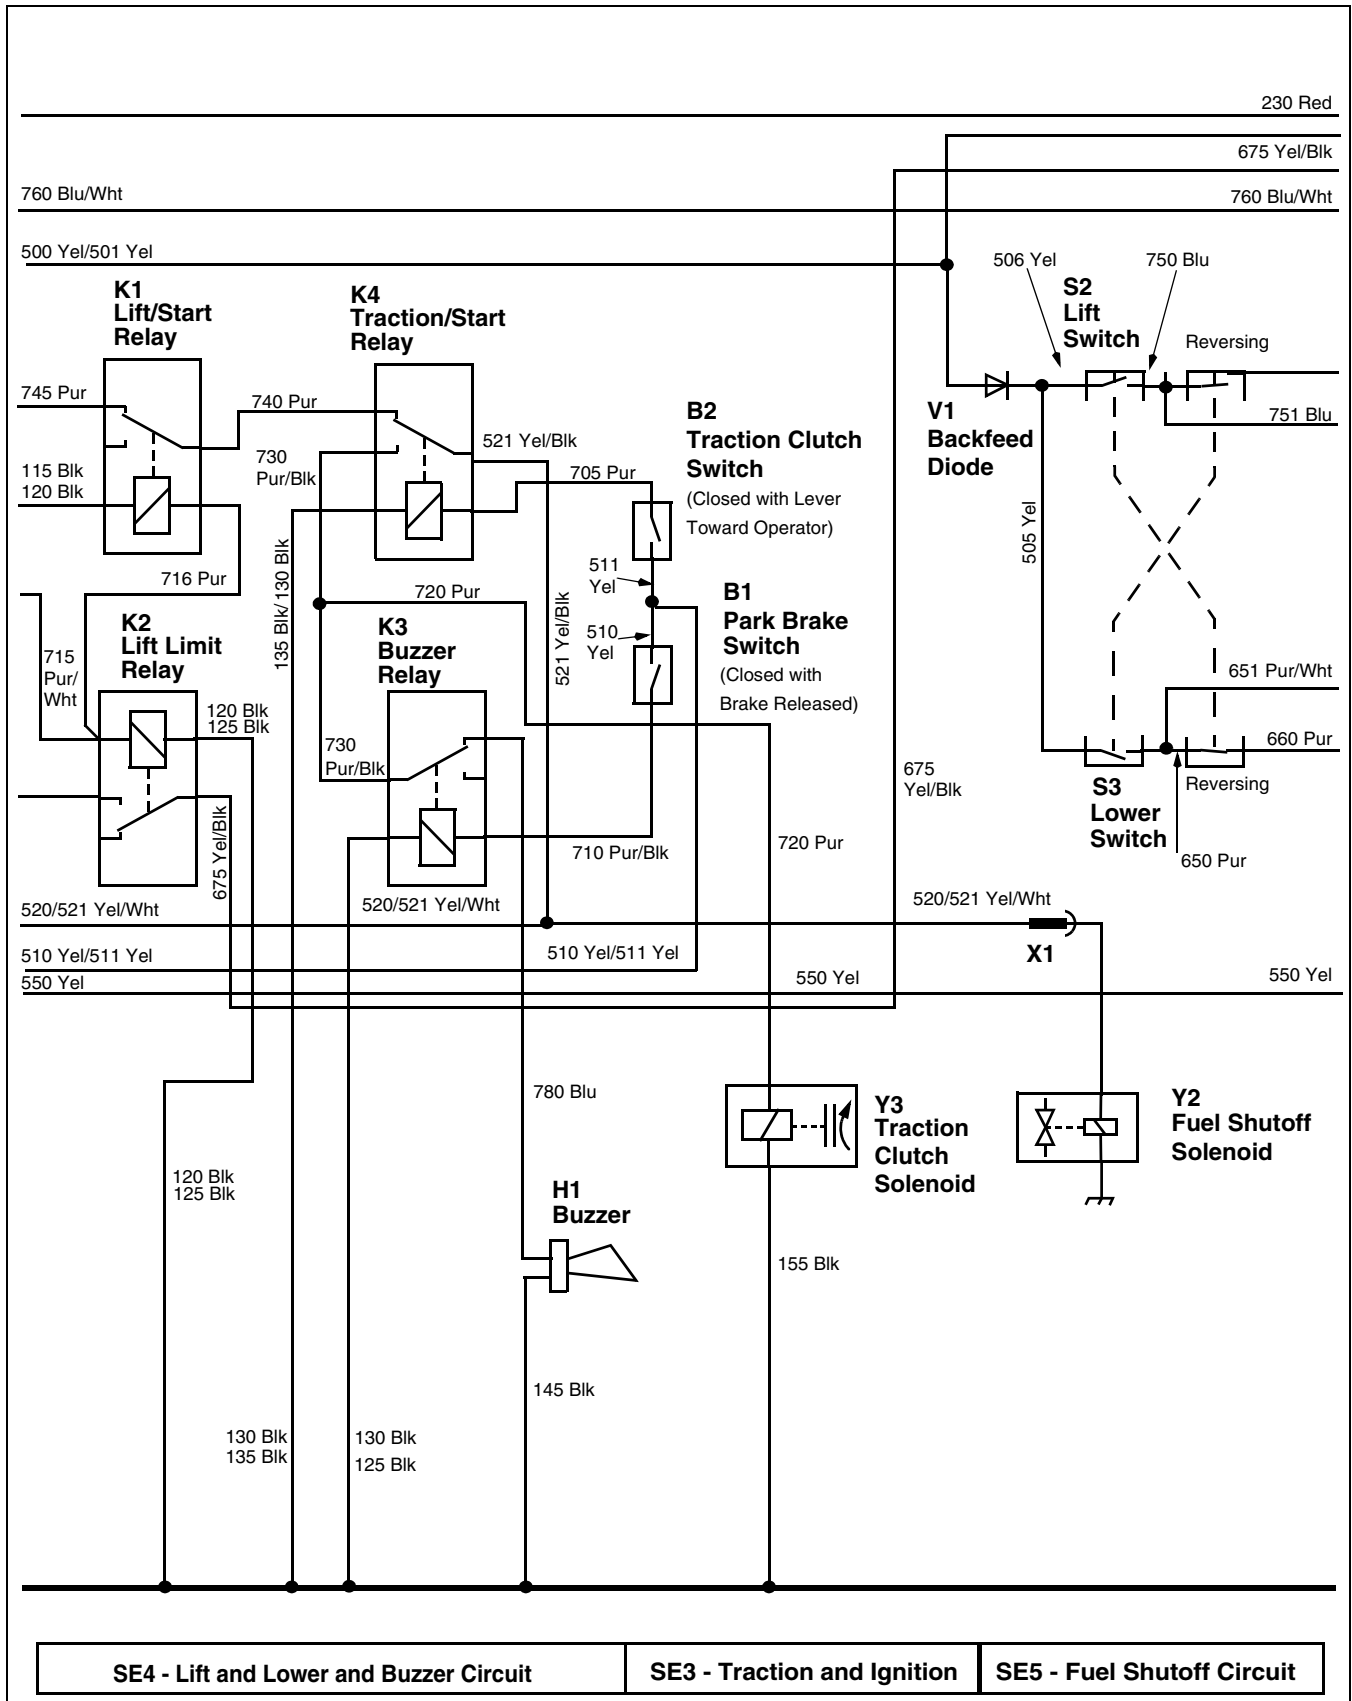 230 Red
675 Yel/Blk
760 Blu/Wht
760 Blu/Wht
500 Yel/501 Yel
506 Yel
750 Blu
K1
Lift/Start
Relay
K4
Traction/Start
Relay
S2
Lift
Switch
Reversing
745 Pur
740 Pur
V1
Backfeed
Diode
751 Blu
B2
Traction Clutch
Switch
(Closed with Lever
Toward Operator)
521 Yel/Blk
730
Pur/Blk
705 Pur
115 Blk
120 Blk
505 Yel
135 Blk/ 130 Blk
716 Pur
720 Pur
511
Yel
521 Yel/Blk
B1
Park Brake
Switch
(Closed with
Brake Released)
K2
Lift Limit
Relay
K3
Buzzer
Relay
510
Yel
715
Pur/
Wht
651 Pur/Wht
120 Blk
125 Blk
730
Pur/Blk
660 Pur
675
Yel/Blk
S3
Lower
Switch
Reversing
675 Yel/Blk
710 Pur/Blk
720 Pur
650 Pur
520/521 Yel/Wht
520/521 Yel/Wht
520/521 Yel/Wht
X1
510 Yel/511 Yel
510 Yel/511 Yel
550 Yel
550 Yel
550 Yel
780 Blu
Y3
Traction
Clutch
Solenoid
Y2
Fuel Shutoff
Solenoid
120 Blk
125 Blk
H1
Buzzer
155 Blk
145 Blk
130 Blk
135 Blk
130 Blk
125 Blk
SE4 - Lift and Lower and Buzzer Circuit
SE3 - Traction and Ignition
SE5 - Fuel Shutoff Circuit